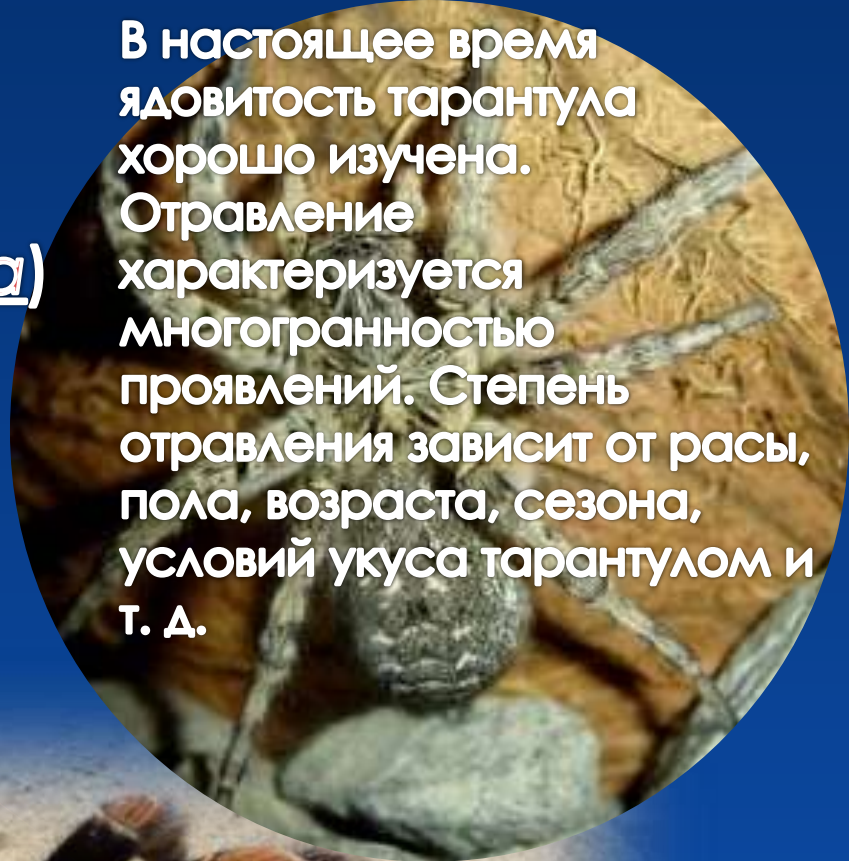 В настоящее время
ядовитость тарантула
хорошо изучена.
Отравление
а)
характеризуется
многогранностью
проявлений. Степень
отравления зависит от расы,
пола, возраста, сезона,
условий укуса тарантулом и
т. д.